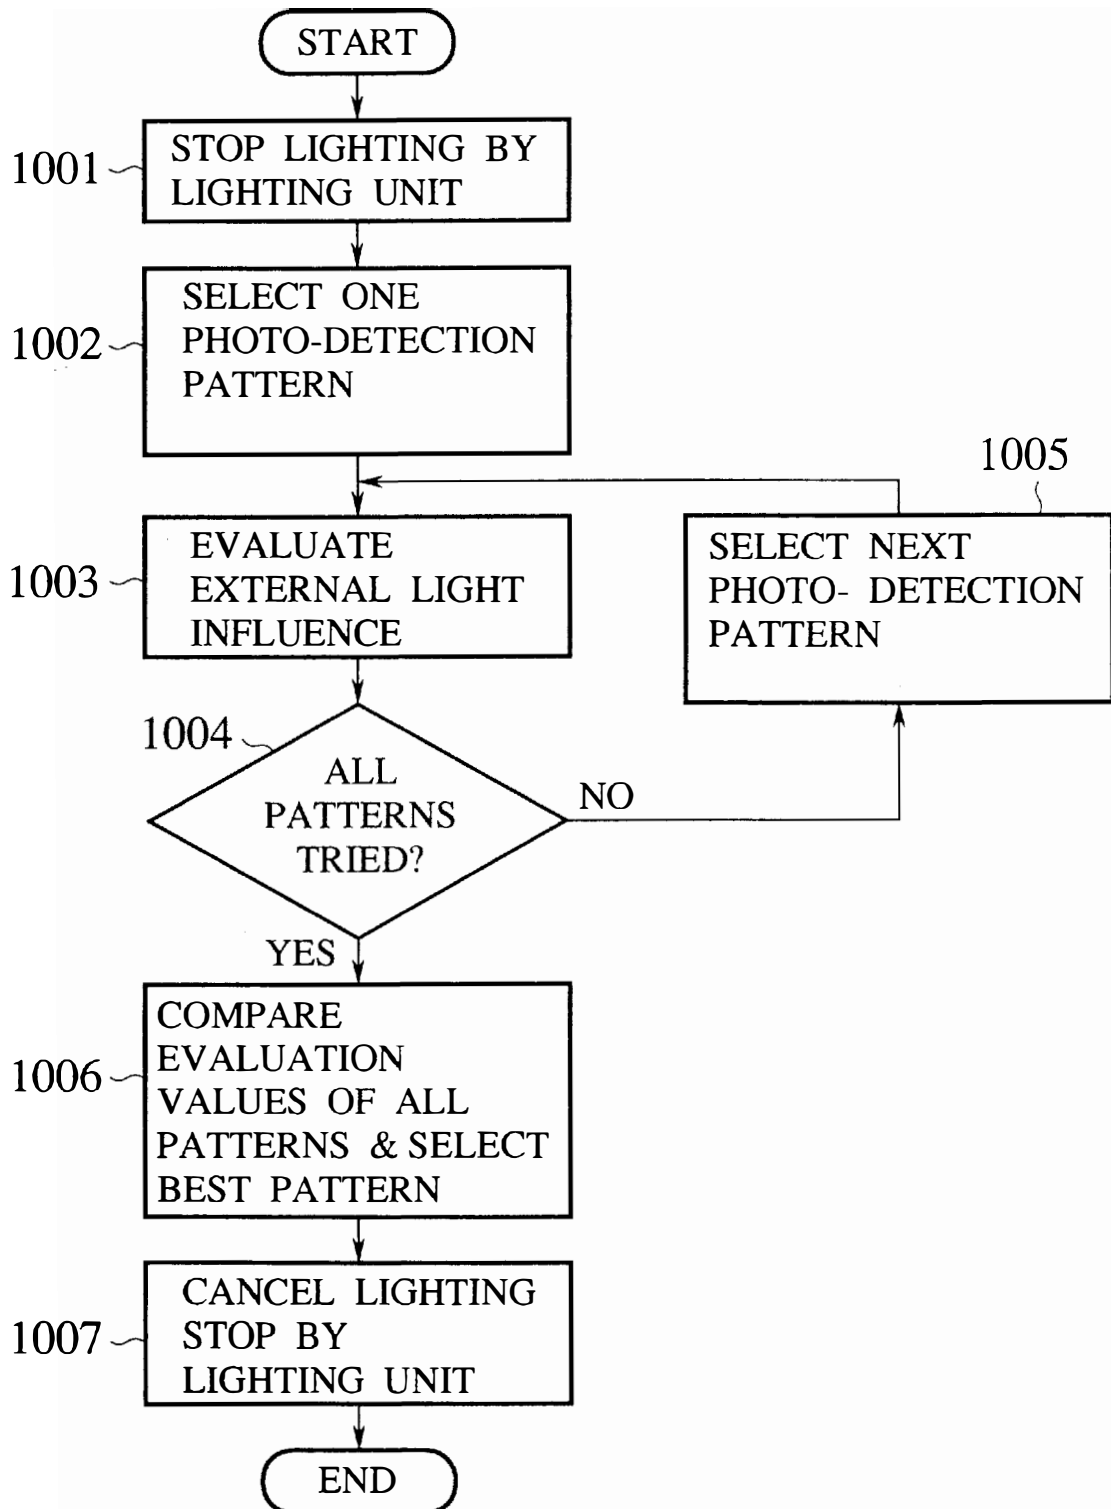 START
1001
STOP LIGHTING BY
LIGHTING UNIT
1002
SELECT ONE
PHOTO-DETECTION
PATTERN
1003
EVALUATE
EXTERNAL LIGHT
INFLUENCE
1005
SELECT NEXT
PHOTO- DETECTION
PATTERN
1004
ALL
PATTERNS
TRIED?
NO
YES
1006
COMPARE
EVALUATION
VALUES OF ALL
PATTERNS & SELECT
BEST PATTERN
1007
CANCEL LIGHTING
STOP BY
LIGHTING UNIT
END